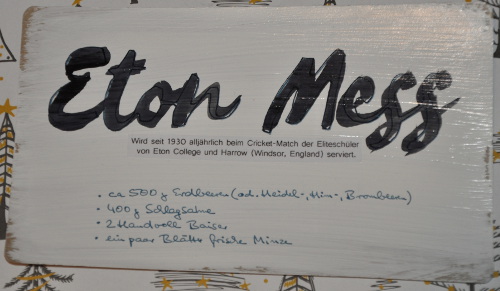 Eton Mess
Wird seit 1930 alljährlich beim Cricket-Match der Eliteschüler
von Eton College und Harrow (Windsor, England) serviert.
• ca 500 g Erdbeeren (od. Heidel-, Him-, Brombeeren)
• 400 g Schlagsahne
• 2 Handvoll Baiser
• ein paar Blätter frische Minze